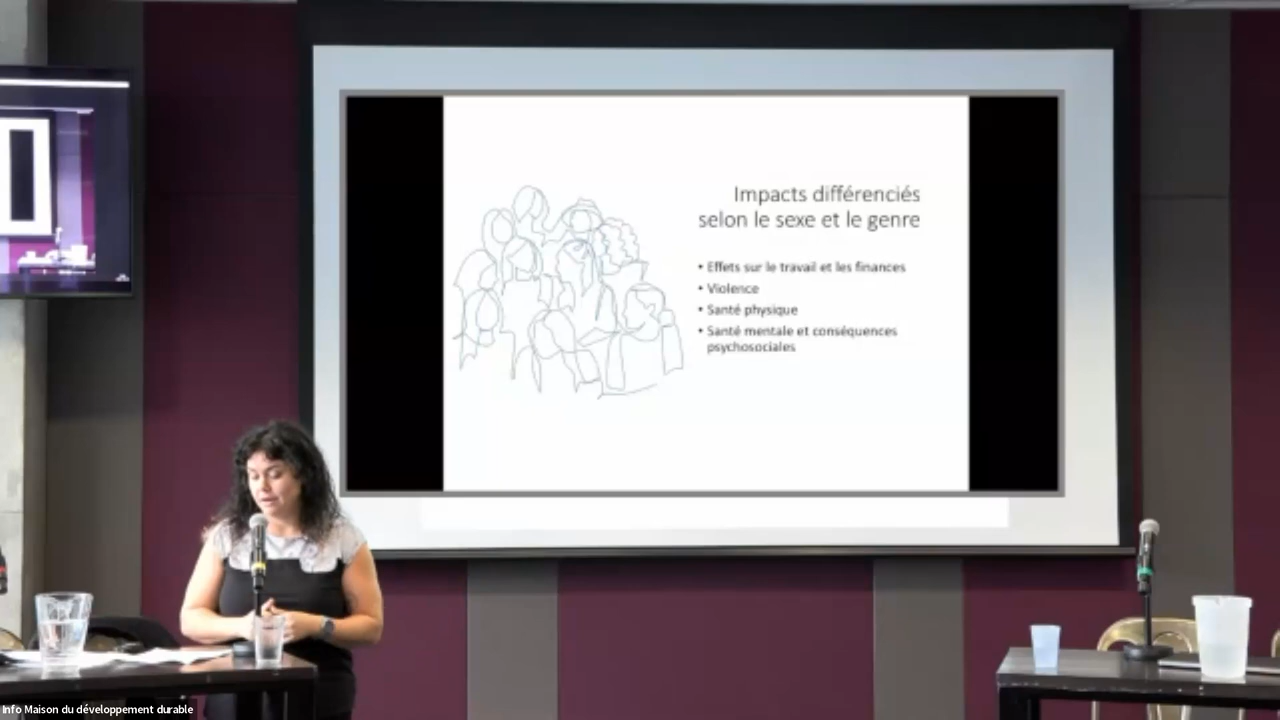 Impacts différenciés
selon le sexe et le genre
• Effets sur le travail et les finances
• Violence
• Santé physique
• Santé mentale et conséquences
psychosociales
Info Maison du développement durable